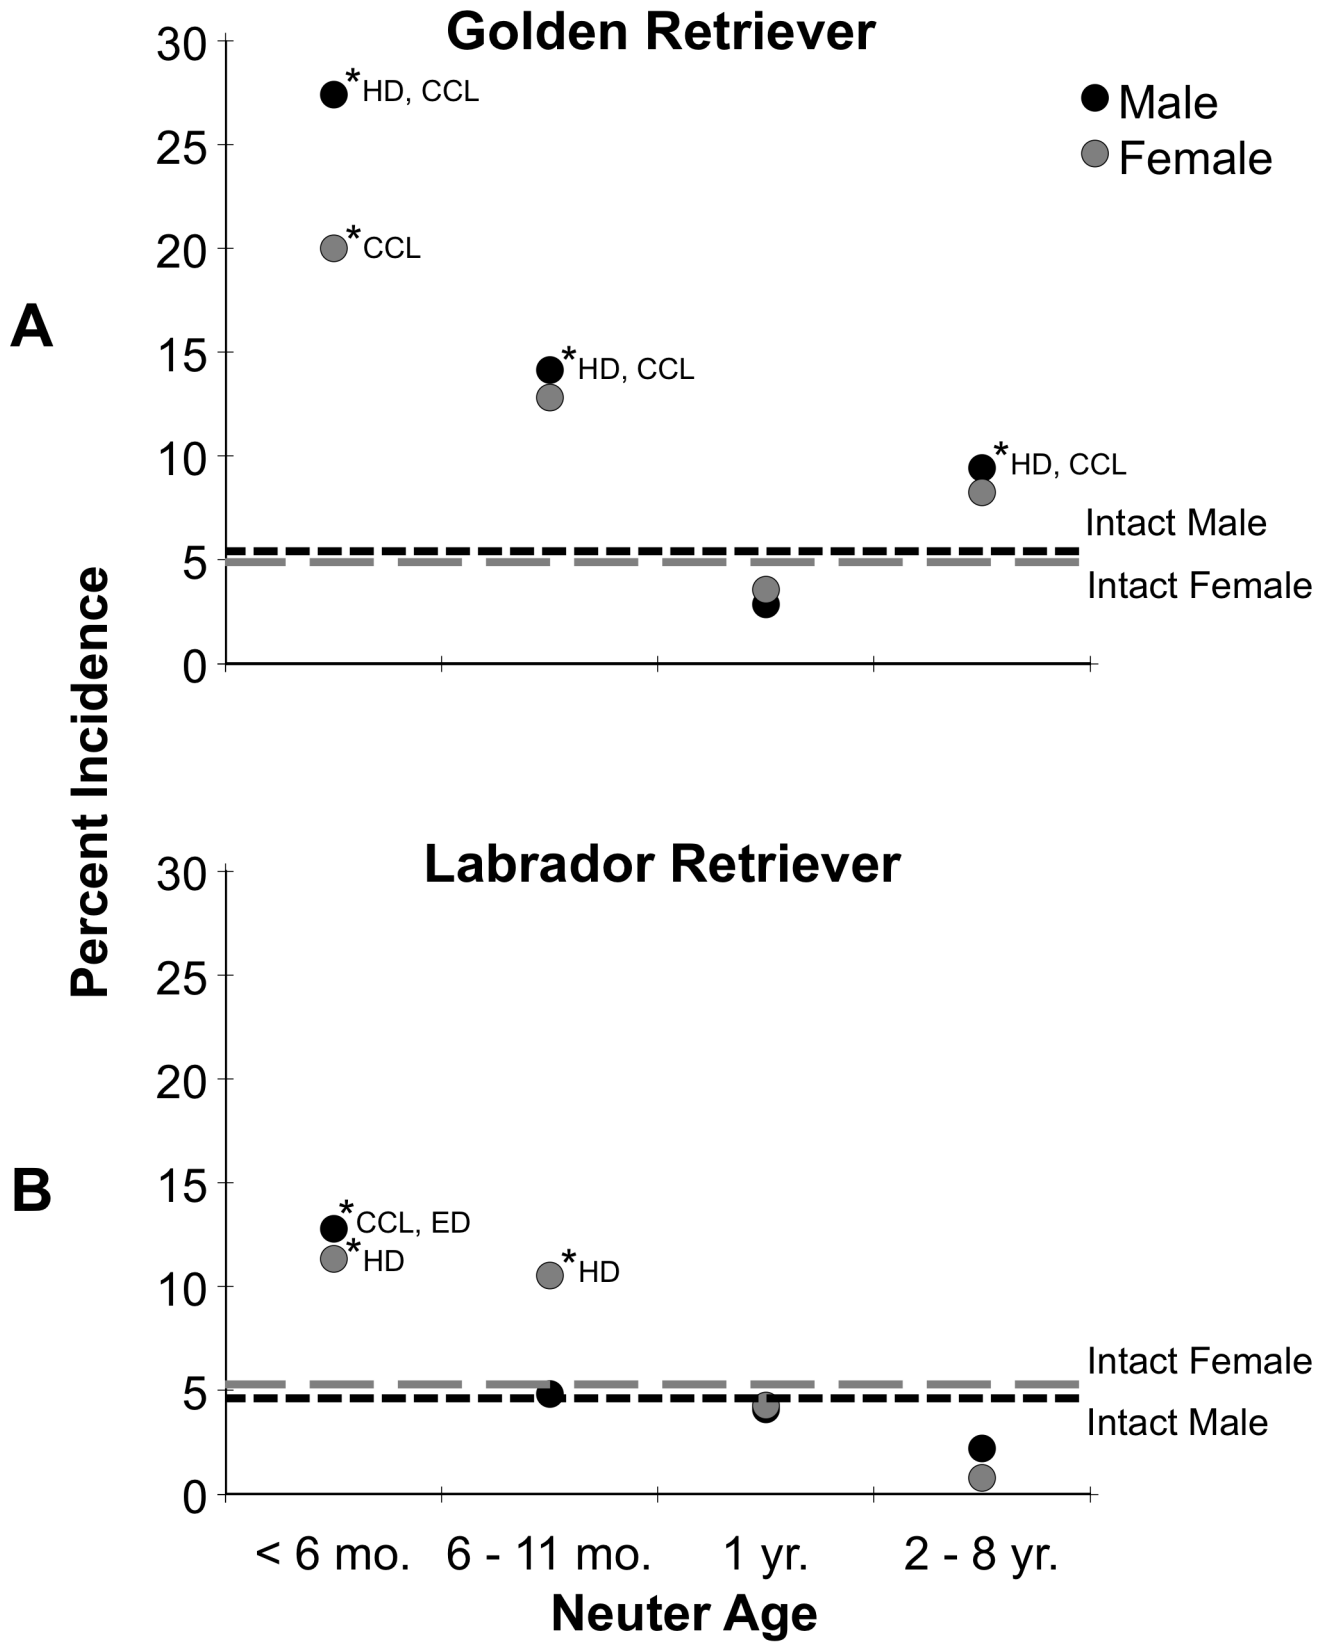 Golden Retriever
30
*HD, CCL
Male
25
Female
20
*CCL
A
15
*HD, CCL
10
*HD, CCL
Intact Male
5
Intact Female
0
Percent Incidence
Labrador Retriever
30
25
20
B
15
*CCL, ED
*HD
*HD
10
Intact Female
5
Intact Male
0
< 6 mo. 6 - 11 mo. 1 yr. 2 - 8 yr.
Neuter Age